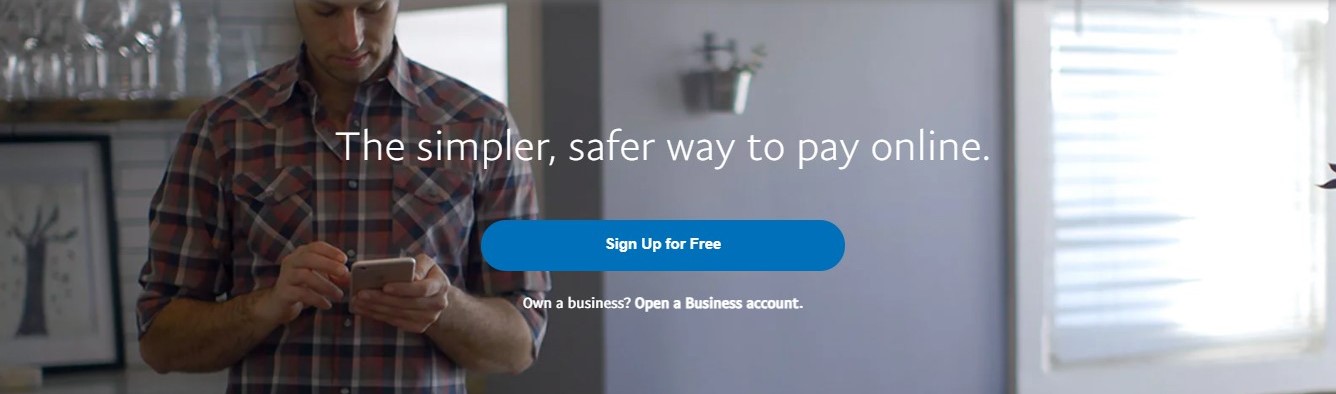 The simpler, safer way to pay online.
Sign Up for Free
Own a business? Open a Business account.